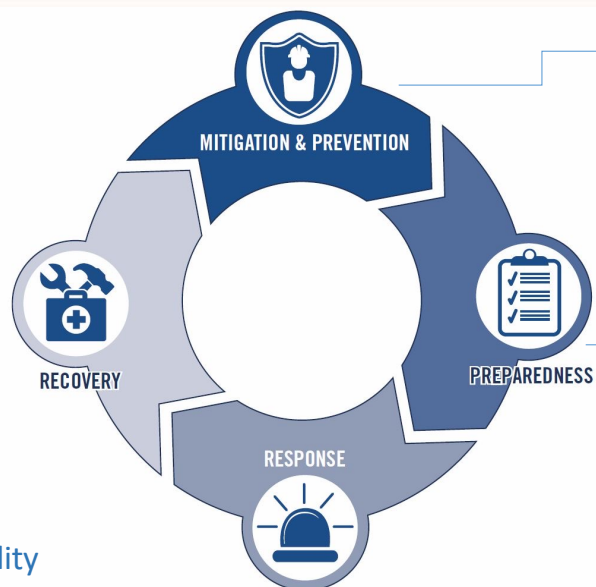 MITIGATION & PREVENTION
PREPAREDNESS
RECOVERY
RESPONSE
lity